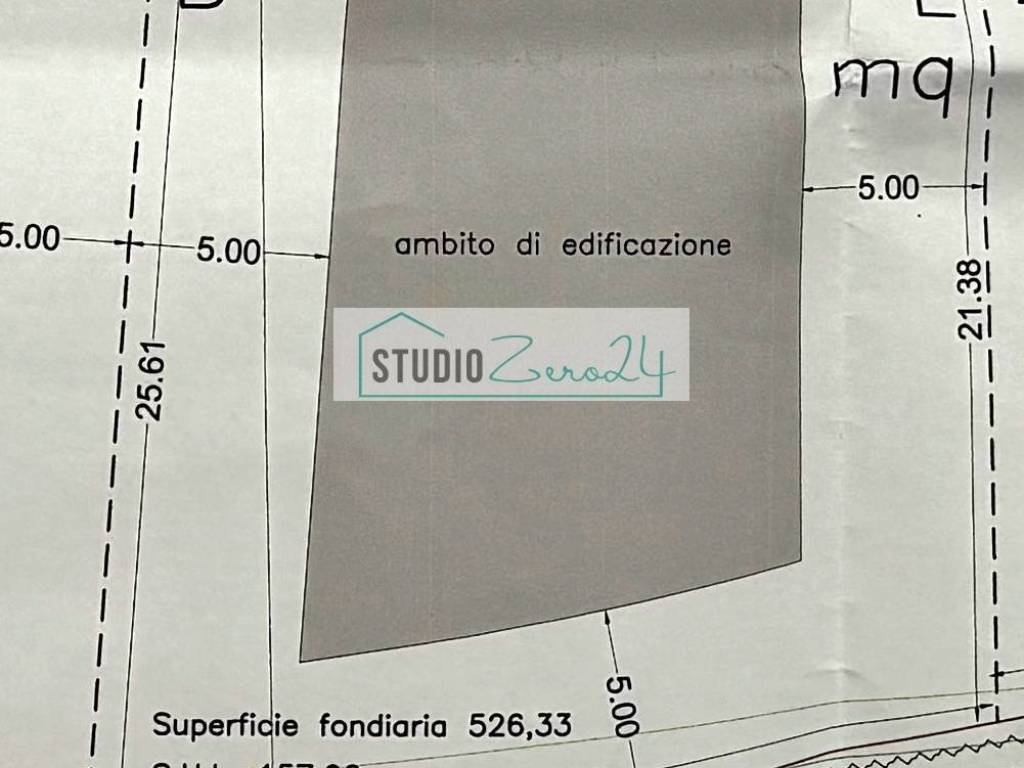 mq
5.00
5.00
5.00
ambito di edificazione
21.38
STUDIO Zero24
25.61
5.00
Superficie fondiaria 526,33